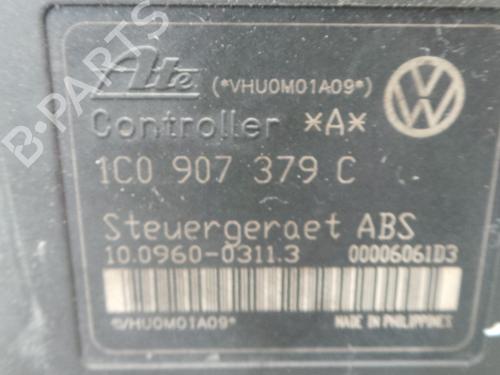 B-PARTS
Ate (*VHU0M01A09*)
Controller *A*
1C0 907 379 C
Steuergeraet ABS
10.0960-0311.3 00006061D3
*VHU0M01A09* MADE IN PHILIPPINES